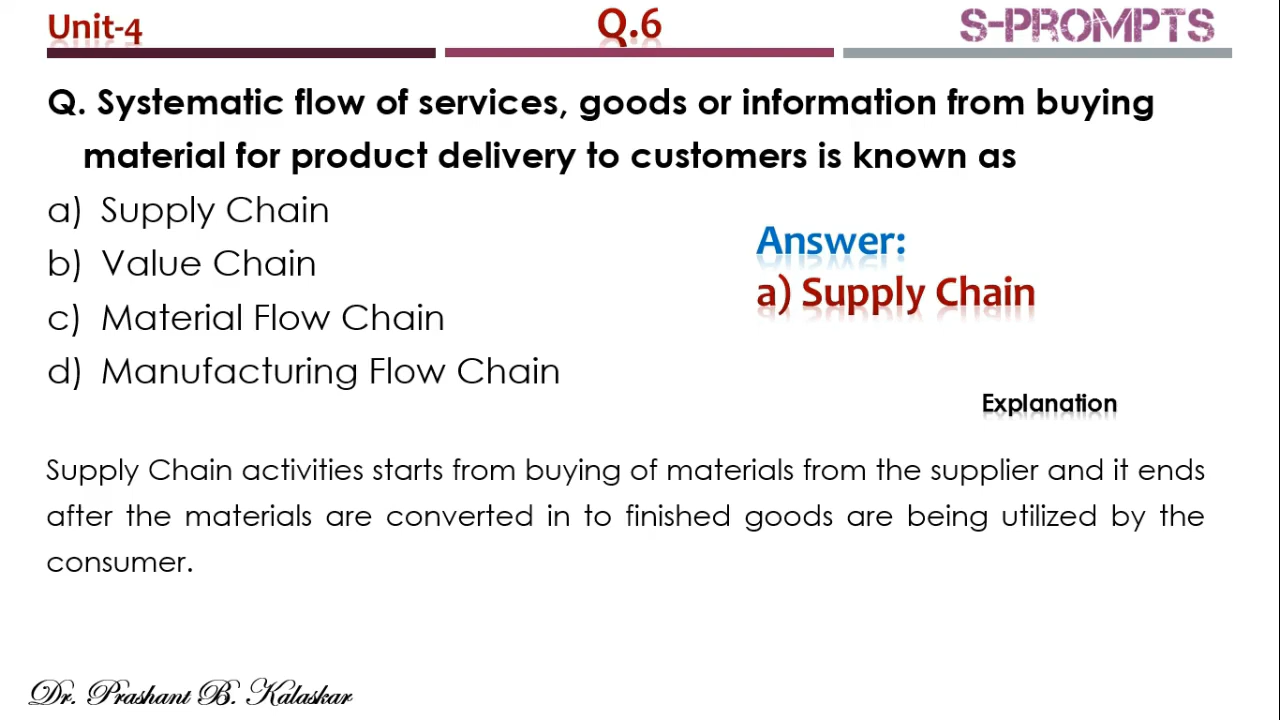 Unit-4
Q.6
S-PROMPTS
Q. Systematic flow of services, goods or information from buying
material for product delivery to customers is known as
a) Supply Chain
b) Value Chain
c) Material Flow Chain
d) Manufacturing Flow Chain
Answer:
a) Supply Chain
Explanation
Supply Chain activities starts from buying of materials from the supplier and it ends
after the materials are converted in to finished goods are being utilized by the
consumer.
Dr. Prashant B. Kalaskar